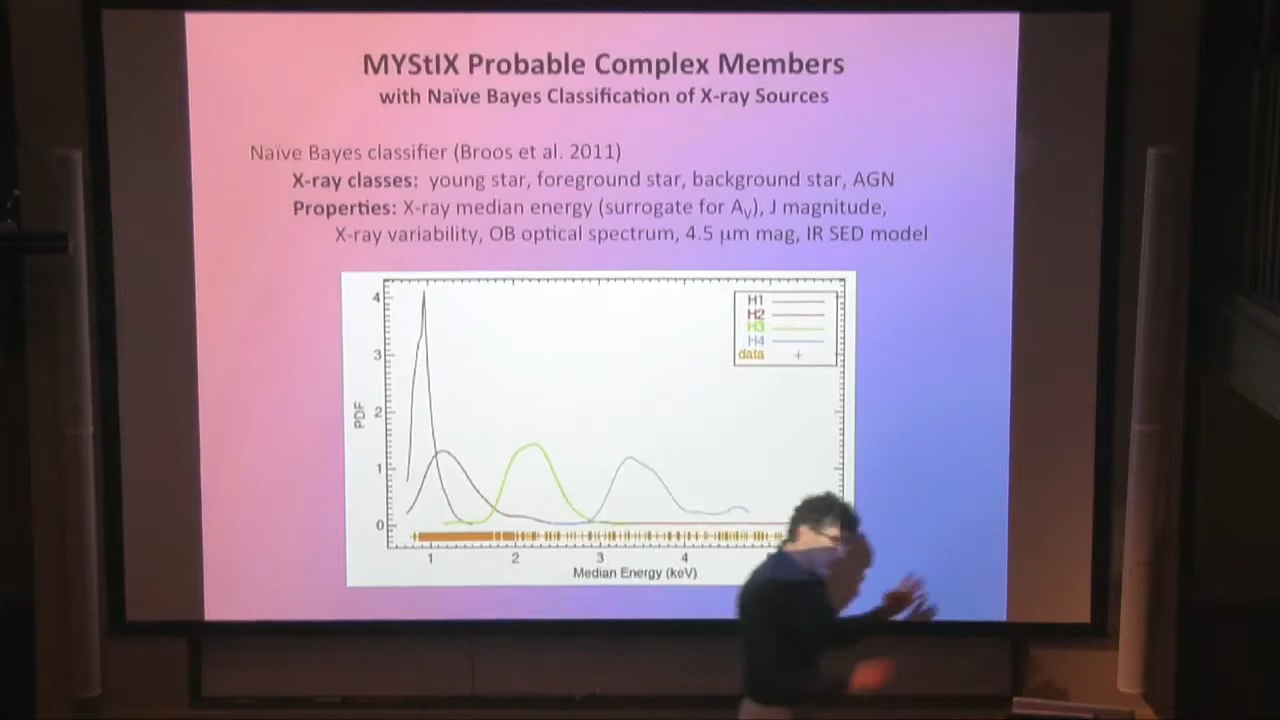 MYStIX Probable Complex Members
with Naïve Bayes Classification of X-ray Sources
Naïve Bayes classifier (Broos et al. 2011)
X-ray classes: young star, foreground star, background star, AGN
Properties: X-ray median energy (surrogate for Av), J magnitude,
X-ray variability, OB optical spectrum, 4.5 μm mag, IR SED model
4
3
2
1
0
PDF
H1
H2
H3
H4
data
1 2 3 4
Median Energy (keV)